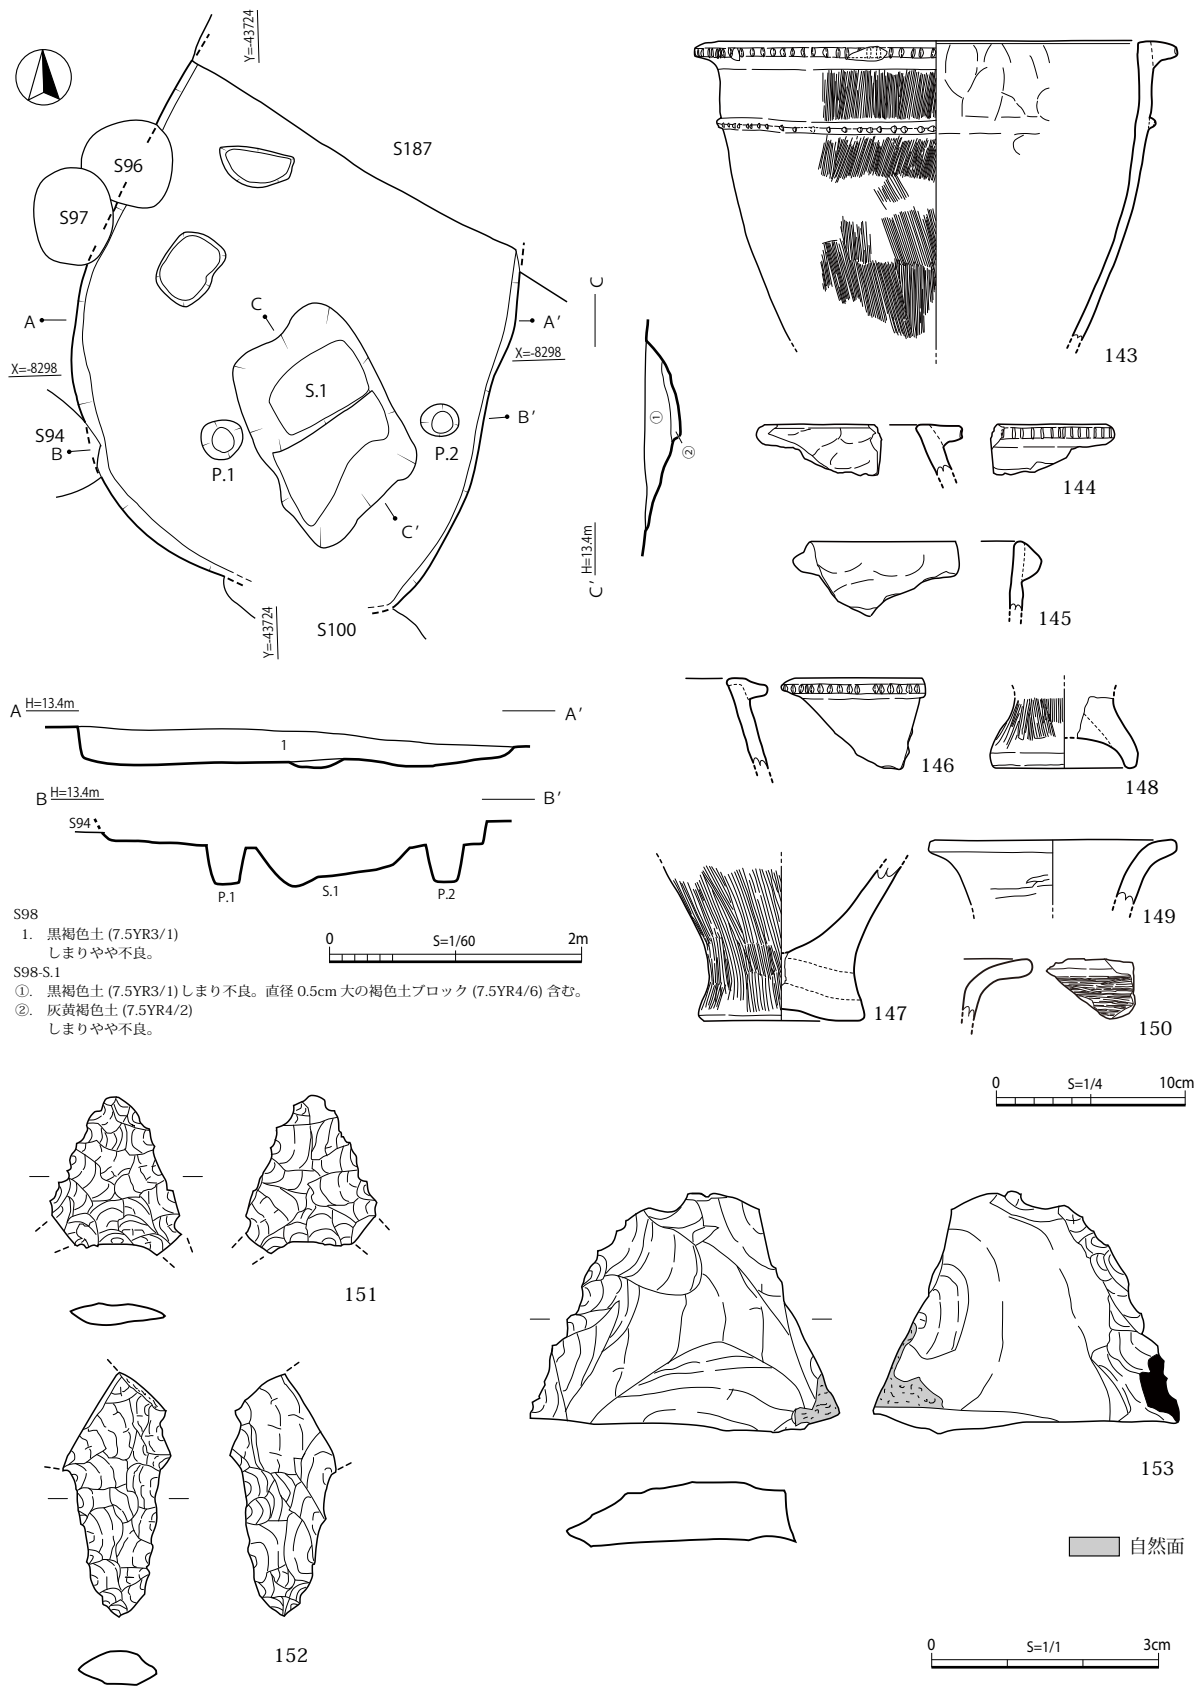 Y=-43724
S187
S96
S97
C
A
A′
X=-8298
X=-8298
S.1
B′
S94
B
P.1
P.2
C′
Y=-43724
S100
C
①
②
C′ H=13.4m
A H=13.4m
A′
1
B H=13.4m
B′
S94
P.1
S.1
P.2
S98
1. 黒褐色土 (7.5YR3/1)
しまりやや不良。
S98-S.1
①. 黒褐色土 (7.5YR3/1) しまり不良。直径 0.5cm 大の褐色土ブロック (7.5YR4/6) 含む。
②. 灰黄褐色土 (7.5YR4/2)
しまりやや不良。
0 S=1/60 2m
143
144
145
146
148
147
149
150
0 S=1/4 10cm
151
152
153
自然面
0 S=1/1 3cm